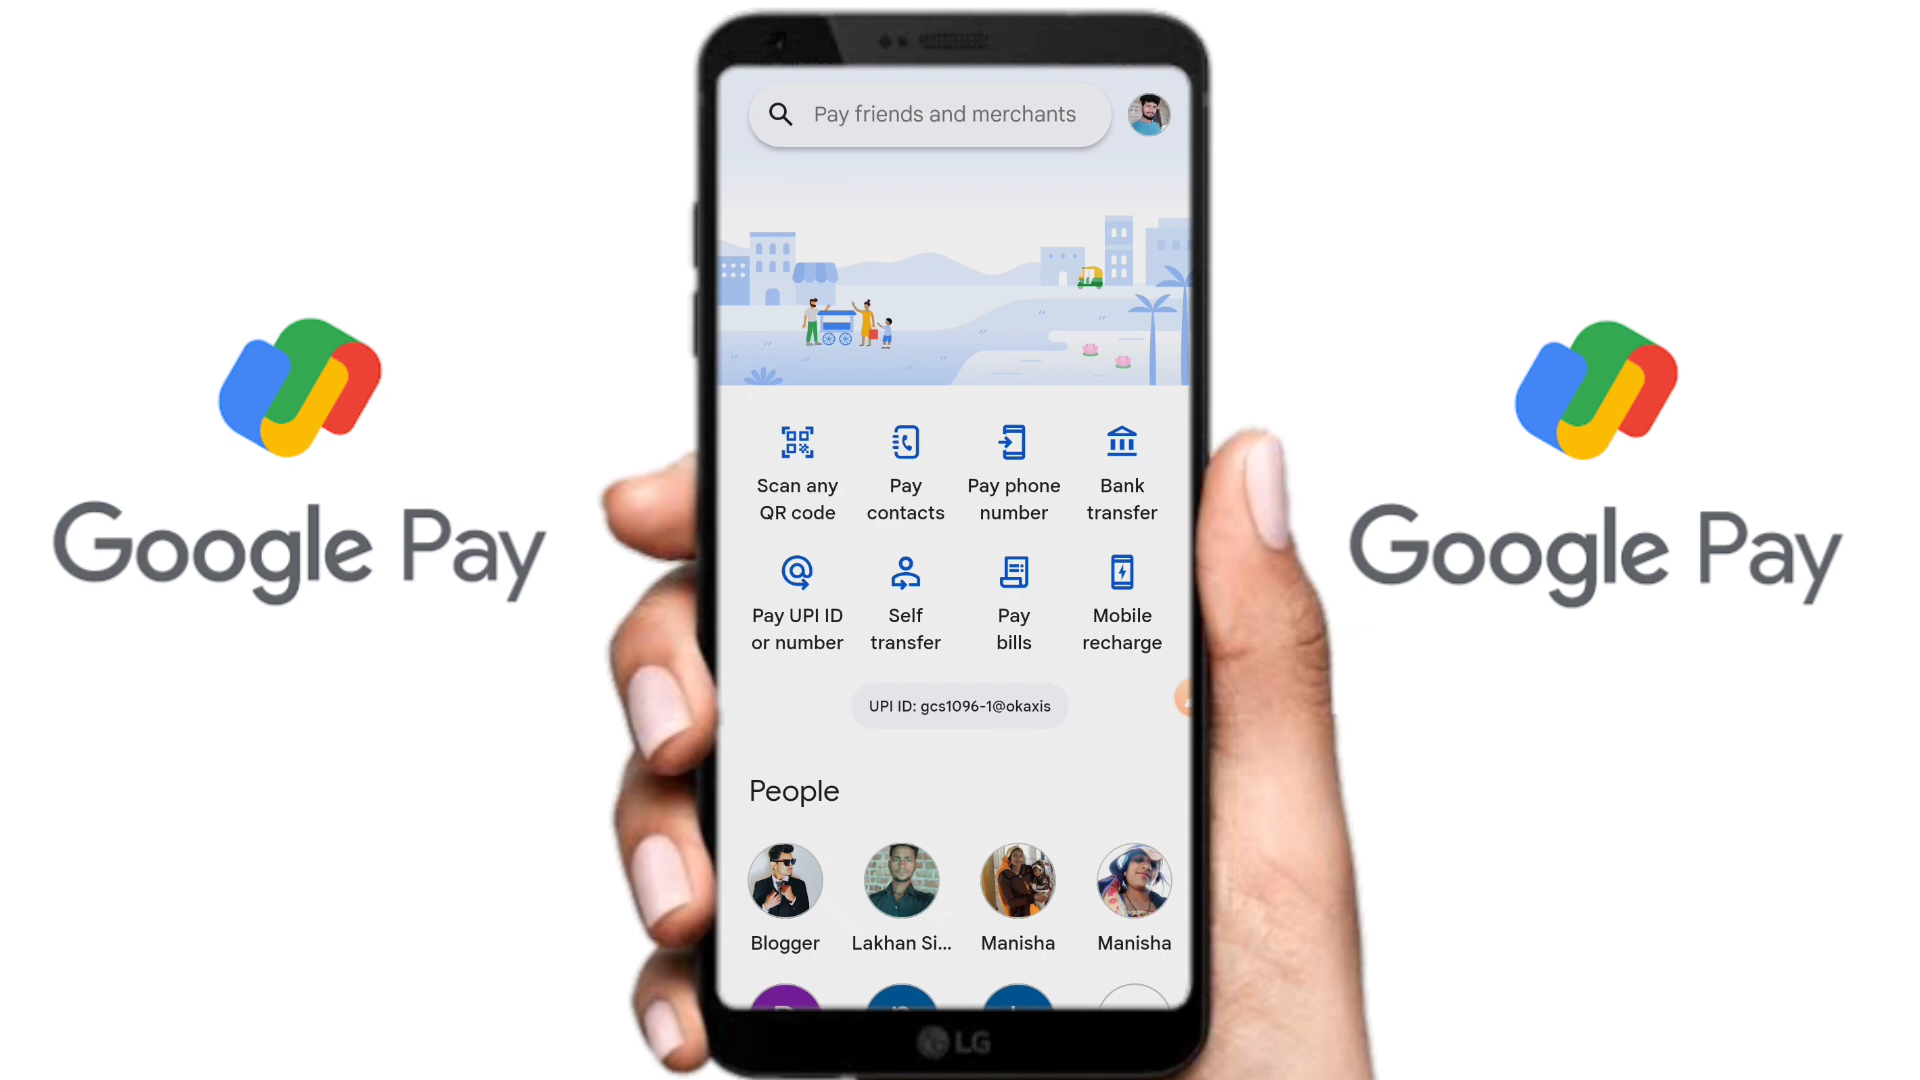 Pay friends and merchants
Scan any
QR code
Pay
contacts
Pay phone
number
Bank
transfer
Pay UPI ID
or number
Self
transfer
Pay
bills
Mobile
recharge
UPI ID: gcs1096-1@okaxis
People
Blogger
Lakhan Si...
Manisha
Manisha
LG
Google Pay
Google Pay